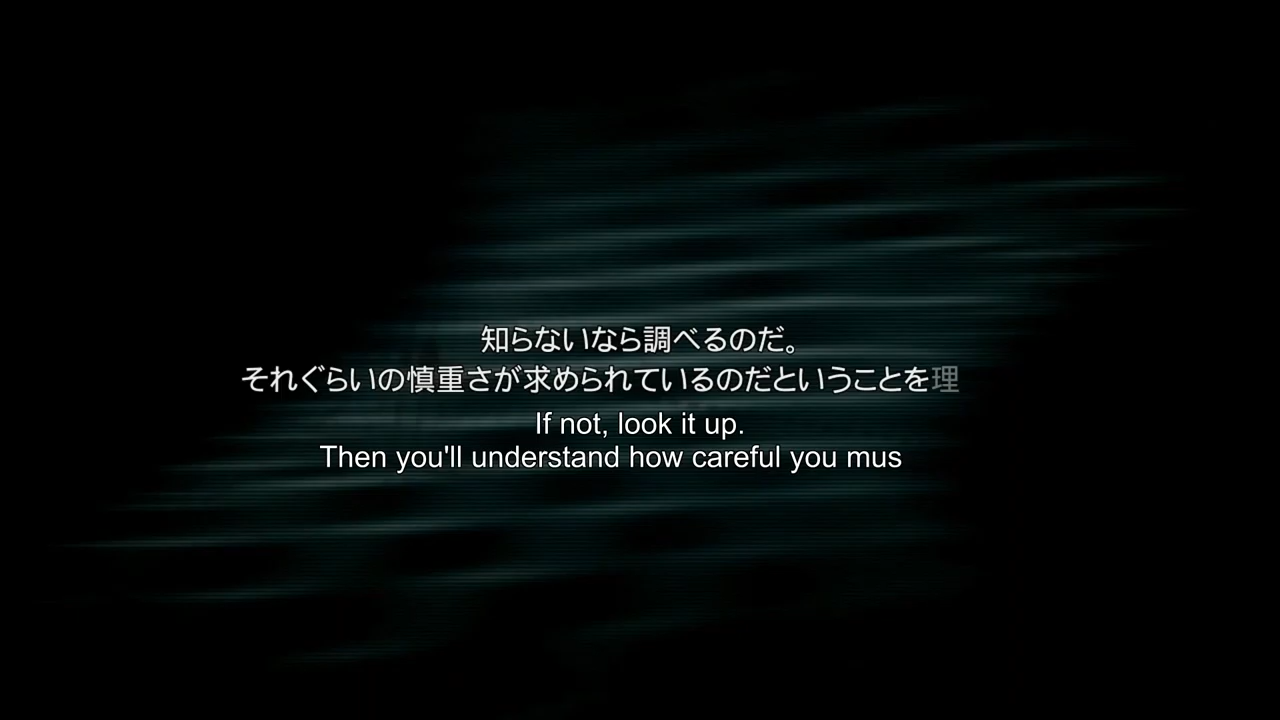 知らないなら調べるのだ。
それぐらいの慎重さが求められているのだということを理
If not, look it up.
Then you'll understand how careful you mus